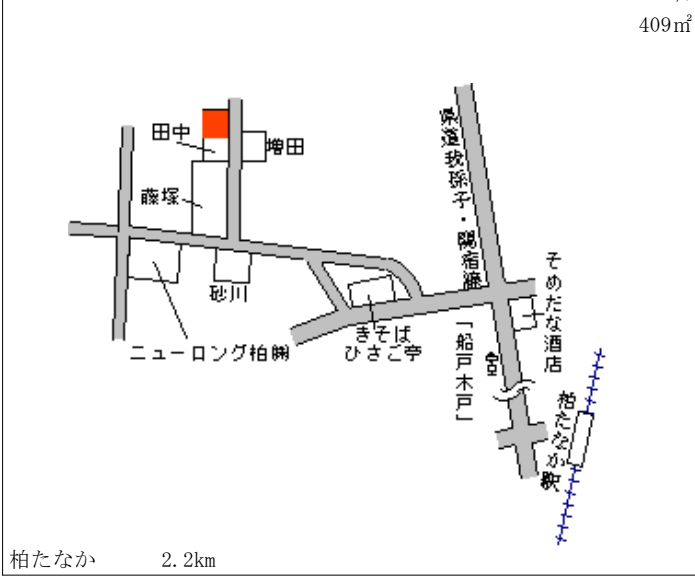 409㎡
田中
増田
藤塚
砂川
ニューロング柏㈱
きそば
ひさご亭
県道我孫子・関宿線
「船戸木戸」
そめだな酒店
柏たなか駅
柏たなか 2.2km